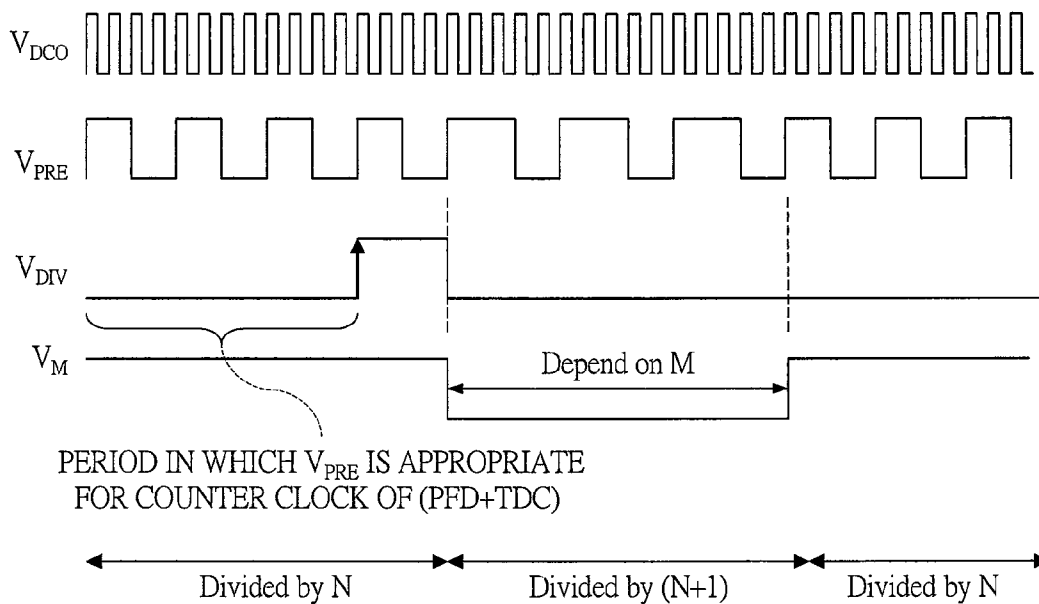 VDCO
VPRE
VDIV
VM
Depend on M
PERIOD IN WHICH VPRE IS APPROPRIATE
FOR COUNTER CLOCK OF (PFD+TDC)
Divided by N
Divided by (N+1)
Divided by N